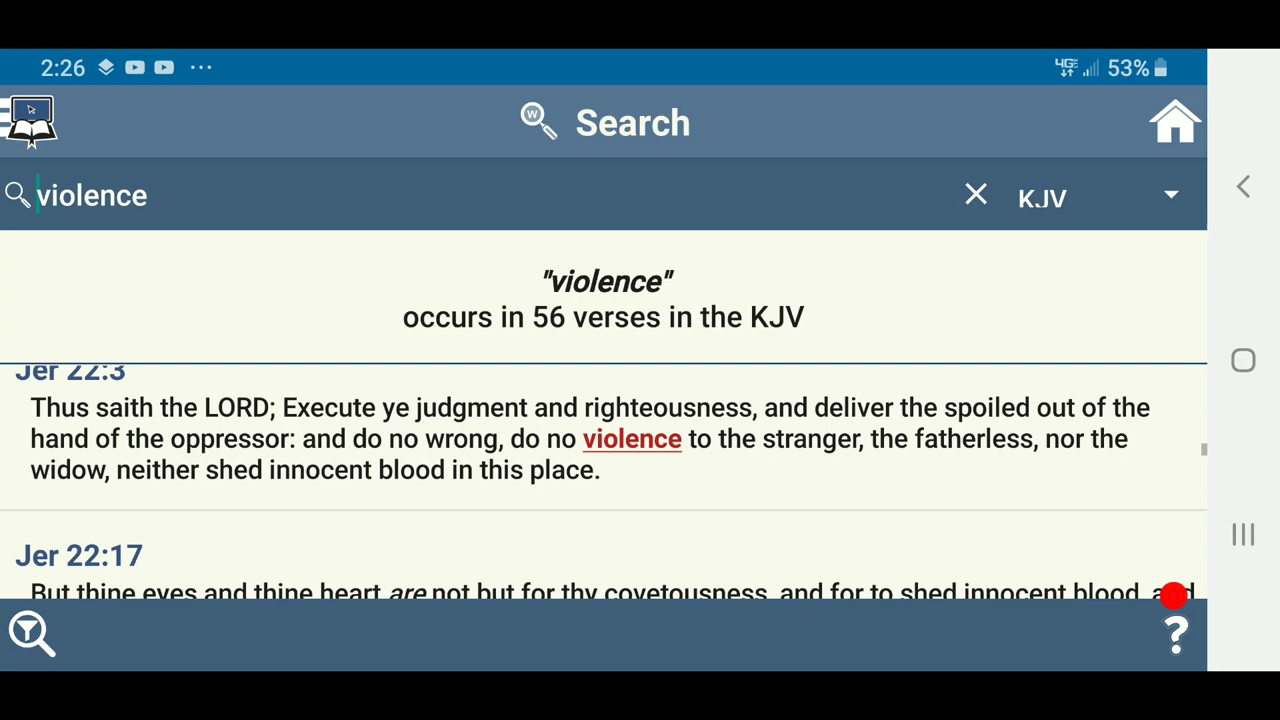 2:26 ... 4GE 53%
W Search
violence KJV
"violence"
occurs in 56 verses in the KJV
Jer 22:3
Thus saith the LORD; Execute ye judgment and righteousness, and deliver the spoiled out of the
hand of the oppressor: and do no wrong, do no violence to the stranger, the fatherless, nor the
widow, neither shed innocent blood in this place.
Jer 22:17
But thine eyes and thine heart are not but for thy covetousness, and for to shed innocent blood, and
?